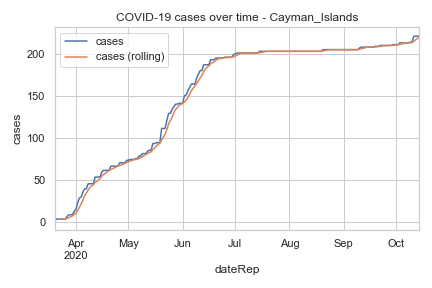 COVID-19 cases over time - Cayman_Islands
cases
cases (rolling)
cases
200
150
100
50
0
Apr
2020
May
Jun
Jul
Aug
Sep
Oct
dateRep